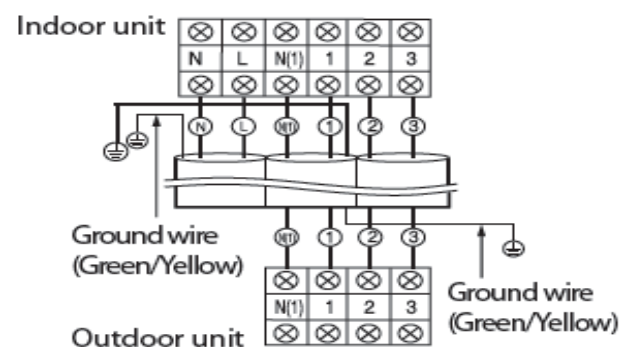 Indoor unit
N L N(1) 1 2 3
N L N(1) 1 2 3
Ground wire
(Green/Yellow)
N(1) 1 2 3
N(1) 1 2 3
Ground wire
(Green/Yellow)
Outdoor unit